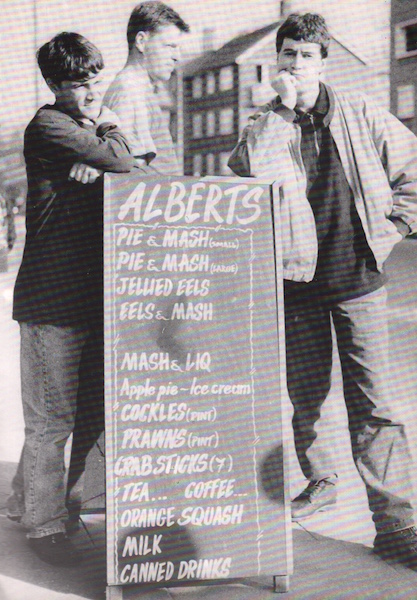 ALBERTS
PIE & MASH (SMALL)
PIE & MACH (LARGE)
JELLIED EELS
EELS & MASH
MASH & LIQ
Apple pie ~ Ice cream
COCKLES (PINT)
PRAWNS (PINT)
CRAB STICKS (7)
TEA... COFFEE...
ORANGE SQUASH
MILK
CANNED DRINKS